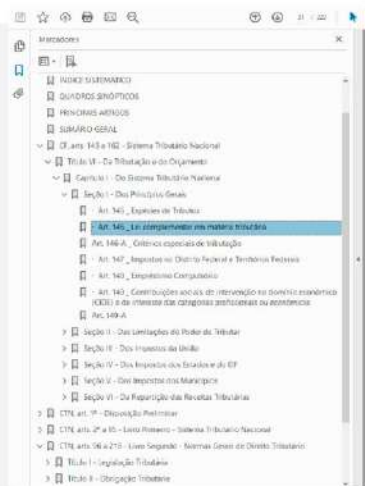 21 / 222
Marcadores
ÍNDICE SISTEMÁTICO
QUADROS SINÓPTICOS
PRINCIPAIS ARTIGOS
SUMÁRIO GERAL
CF, arts. 145 a 162 - Sistema Tributário Nacional
Título VI - Da Tributação e do Orçamento
Capítulo I - Do Sistema Tributário Nacional
Seção I - Dos Princípios Gerais
- Art. 145 _ Espécies de Tributos
- Art. 146 _ Lei complementar em matéria tributária
Art. 146-A _ Critérios especiais de tributação
- Art. 147 _ Impostos no Distrito Federal e Territórios Federais
- Art. 148 _ Empréstimo Compulsório
- Art. 149 _ Contribuições sociais de intervenção no domínio econômico
(CIDE) e de interesse das categorias profissionais ou econômicas
Art. 149-A
Seção II - Das Limitações do Poder de Tributar
Seção III - Dos Impostos da União
Seção IV - Dos Impostos dos Estados e do DF
Seção V - Dos Impostos dos Municípios
Seção VI - Da Repartição das Receitas Tributárias
CTN, art. 1º - Disposição Preliminar
CTN, arts. 2º a 95 - Livro Primeiro - Sistema Tributário Nacional
CTN, arts. 96 a 218 - Livro Segundo - Normas Gerais de Direito Tributário
Título I - Legislação Tributária
Título II - Obrigação Tributária